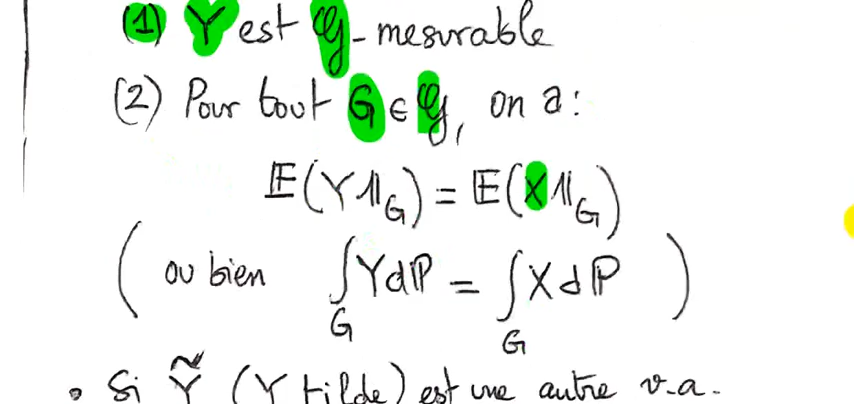 (1) Y est 𝒢-mesurable
(2) Pour tout G ∈ 𝒢, on a :
𝔼(Y𝟙_G) = 𝔼(X𝟙_G)
( ou bien ∫_G Y dℙ = ∫_G X dℙ )
• Si Ỹ (Y tilde) est une autre v.a.